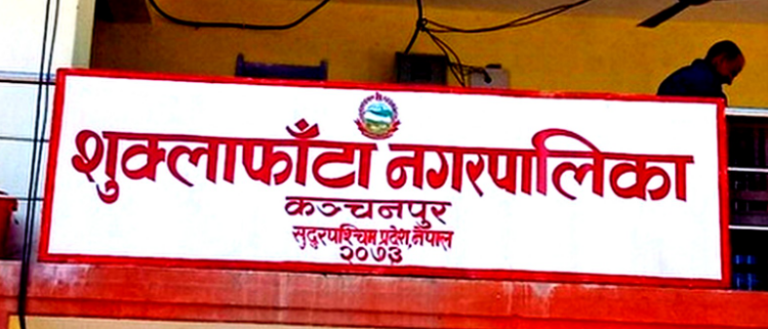 शुक्लाफाँटा नगरपालिका
कञ्चनपुर
सुदुरपश्चिम प्रदेश, नेपाल
२०७३